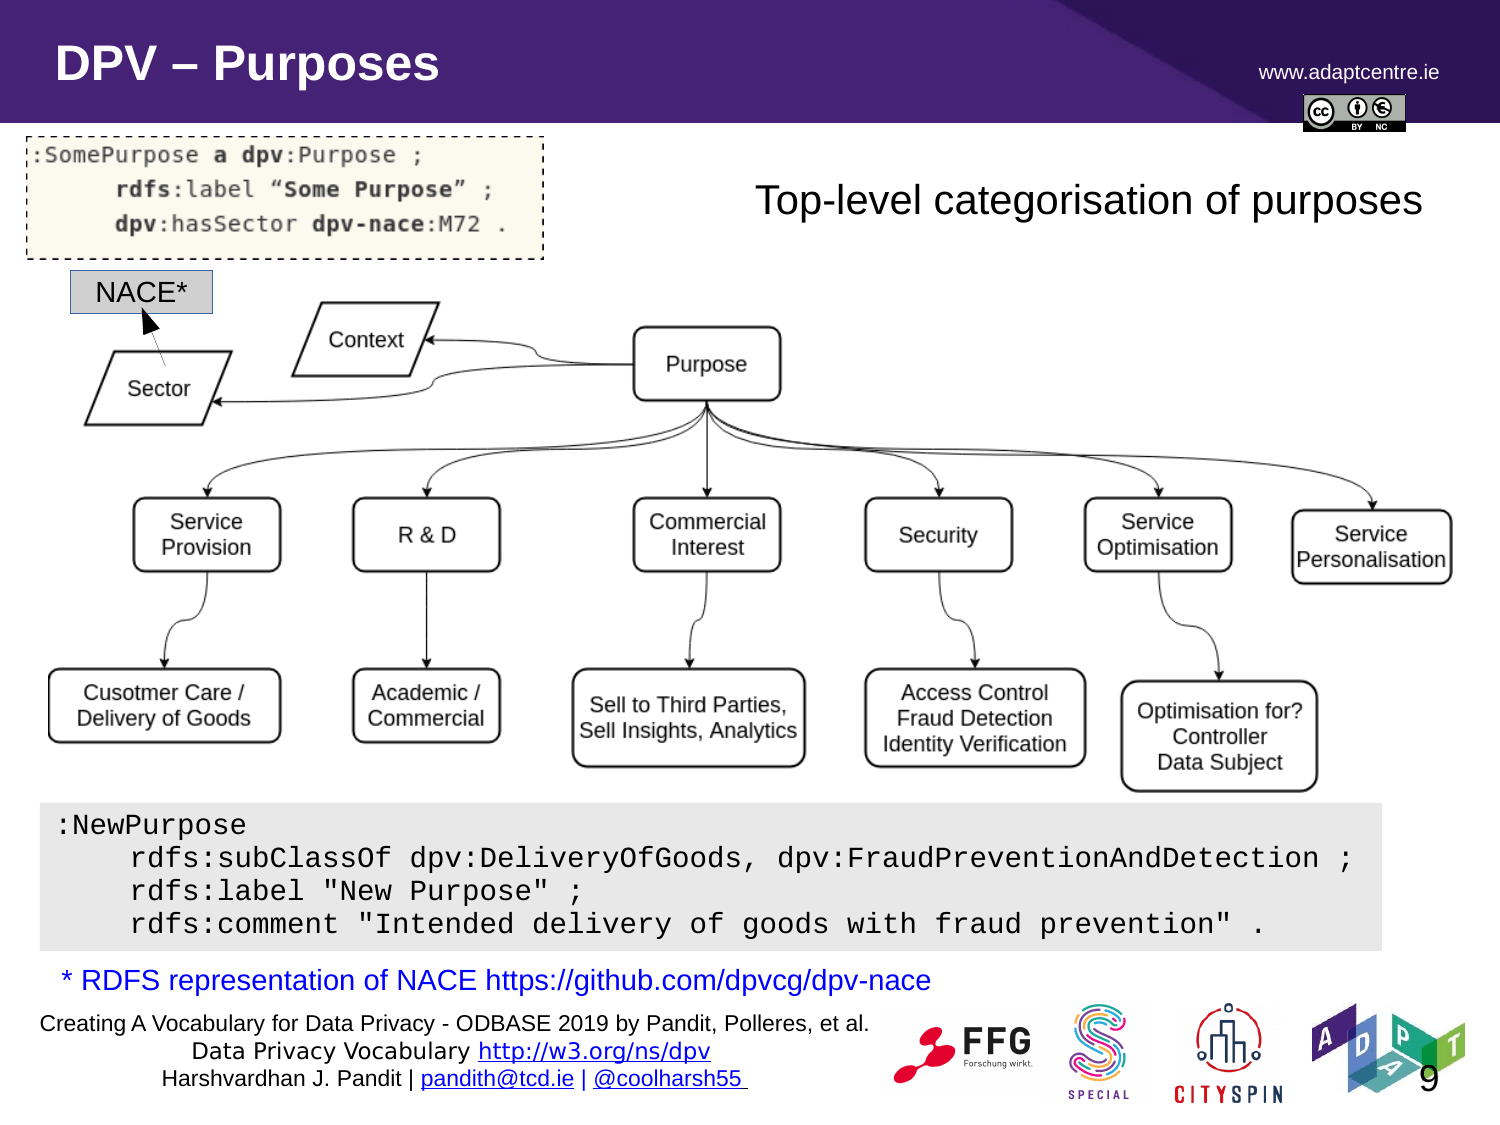 DPV – Purposes
www.adaptcentre.ie
cc BY NC
:SomePurpose a dpv:Purpose ;
rdfs:label “Some Purpose” ;
dpv:hasSector dpv-nace:M72 .
Top-level categorisation of purposes
NACE*
Context
Sector
Purpose
Service
Provision
R & D
Commercial
Interest
Security
Service
Optimisation
Service
Personalisation
Cusotmer Care /
Delivery of Goods
Academic /
Commercial
Sell to Third Parties,
Sell Insights, Analytics
Access Control
Fraud Detection
Identity Verification
Optimisation for?
Controller
Data Subject
:NewPurpose
rdfs:subClassOf dpv:DeliveryOfGoods, dpv:FraudPreventionAndDetection ;
rdfs:label "New Purpose" ;
rdfs:comment "Intended delivery of goods with fraud prevention" .
* RDFS representation of NACE https://github.com/dpvcg/dpv-nace
Creating A Vocabulary for Data Privacy - ODBASE 2019 by Pandit, Polleres, et al.
Data Privacy Vocabulary http://w3.org/ns/dpv
Harshvardhan J. Pandit | pandith@tcd.ie | @coolharsh55
FFG
Forschung wirkt.
SPECIAL
CITYSPIN
ADAPT
9